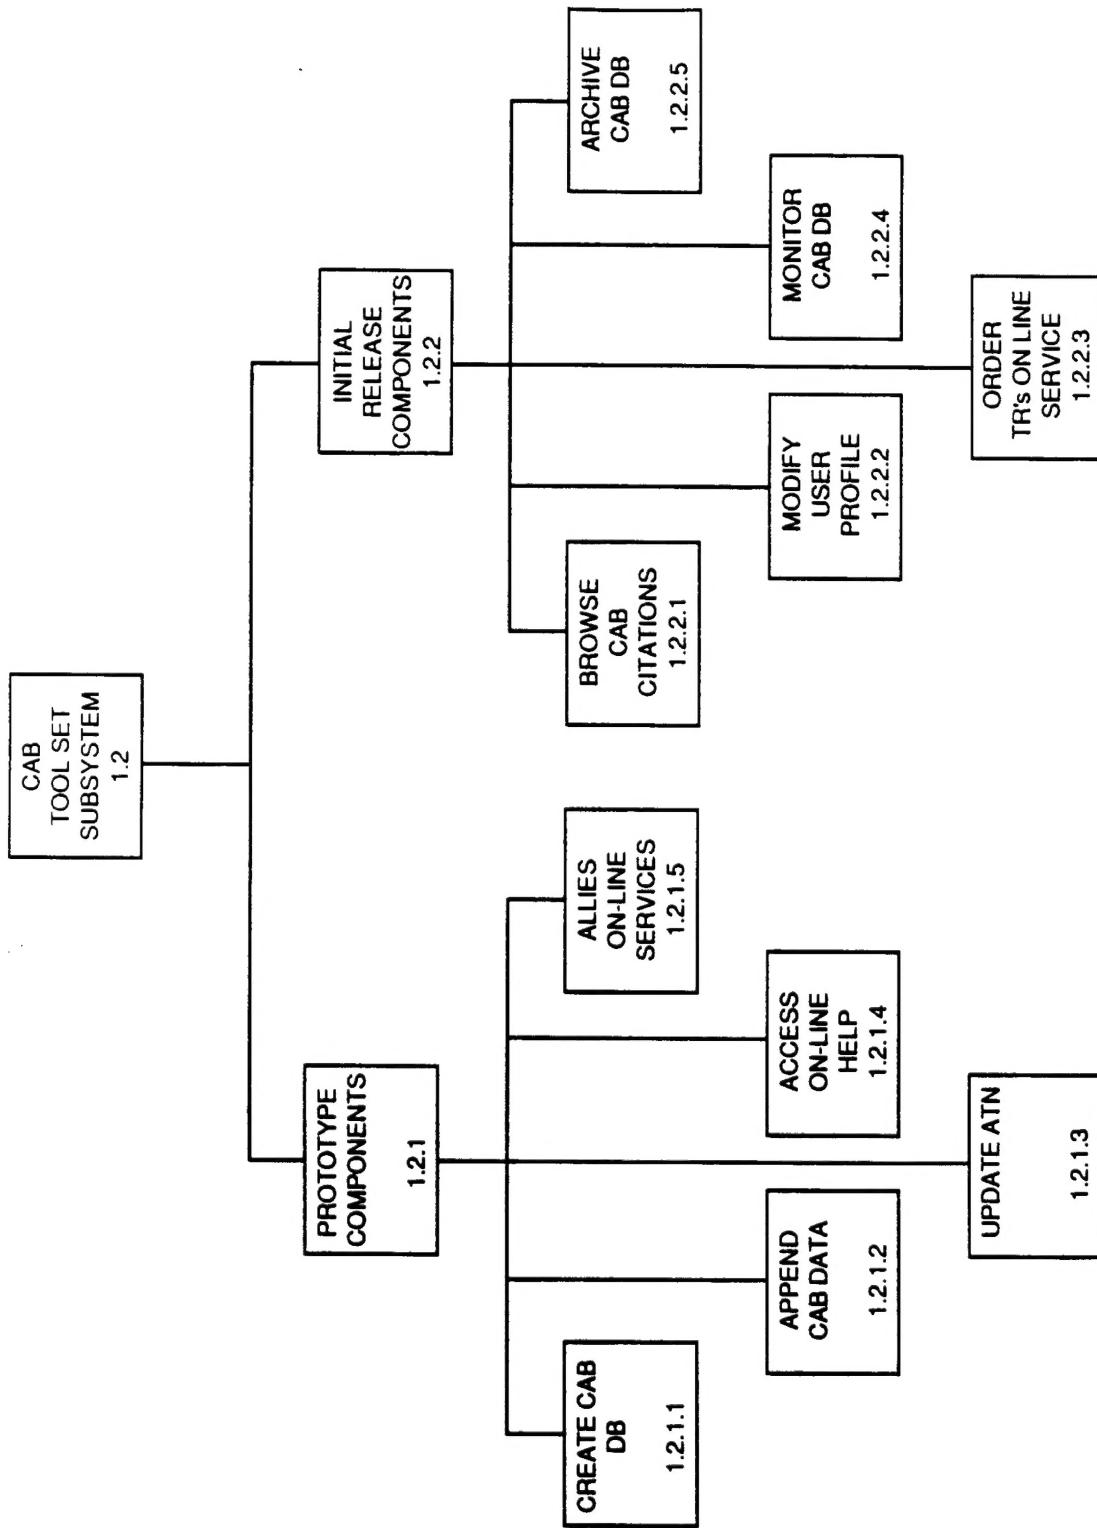 CAB
TOOL SET
SUBSYSTEM
1.2
PROTOTYPE
COMPONENTS
1.2.1
INITIAL
RELEASE
COMPONENTS
1.2.2
CREATE CAB
DB
1.2.1.1
APPEND
CAB DATA
1.2.1.2
UPDATE ATN
1.2.1.3
ACCESS
ON-LINE
HELP
1.2.1.4
ALLIES
ON-LINE
SERVICES
1.2.1.5
BROWSE
CAB
CITATIONS
1.2.2.1
MODIFY
USER
PROFILE
1.2.2.2
ORDER
TR's ON LINE
SERVICE
1.2.2.3
MONITOR
CAB DB
1.2.2.4
ARCHIVE
CAB DB
1.2.2.5